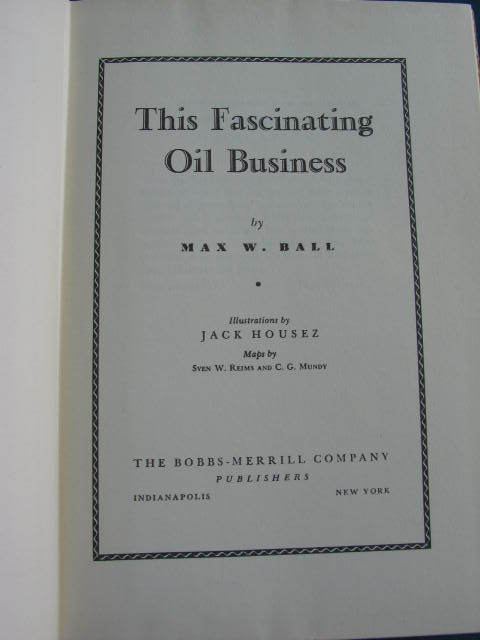 This Fascinating
Oil Business
by
MAX W. BALL
Illustrations by
JACK HOUSEZ
Maps by
SVEN W. REIMS AND C. G. MUNDY
THE BOBBS-MERRILL COMPANY
PUBLISHERS
INDIANAPOLIS NEW YORK